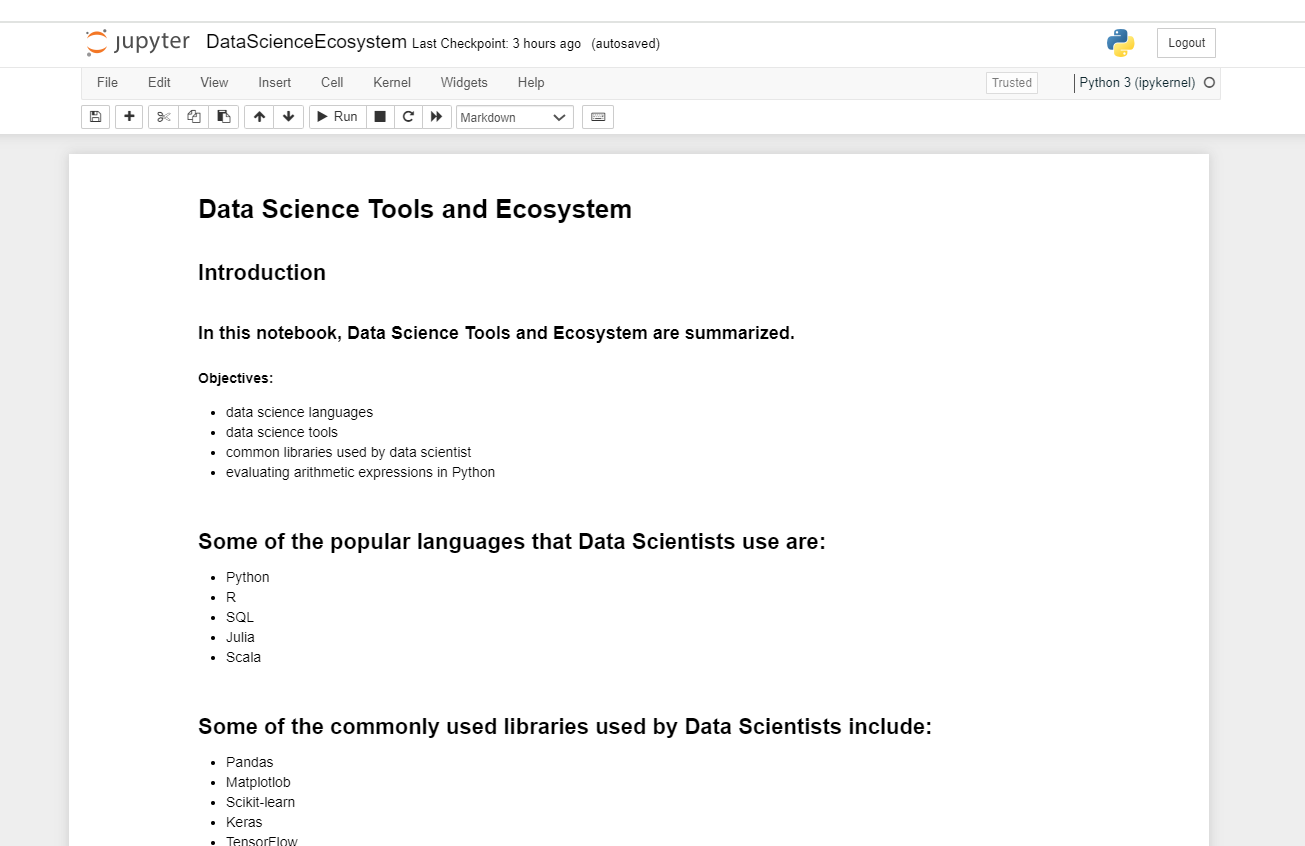 jupyter DataScienceEcosystem Last Checkpoint: 3 hours ago (autosaved) Logout
File Edit View Insert Cell Kernel Widgets Help Trusted Python 3 (ipykernel)
Run Markdown
Data Science Tools and Ecosystem
Introduction
In this notebook, Data Science Tools and Ecosystem are summarized.
Objectives:
data science languages
data science tools
common libraries used by data scientist
evaluating arithmetic expressions in Python
Some of the popular languages that Data Scientists use are:
Python
R
SQL
Julia
Scala
Some of the commonly used libraries used by Data Scientists include:
Pandas
Matplotlob
Scikit-learn
Keras
TensorFlow